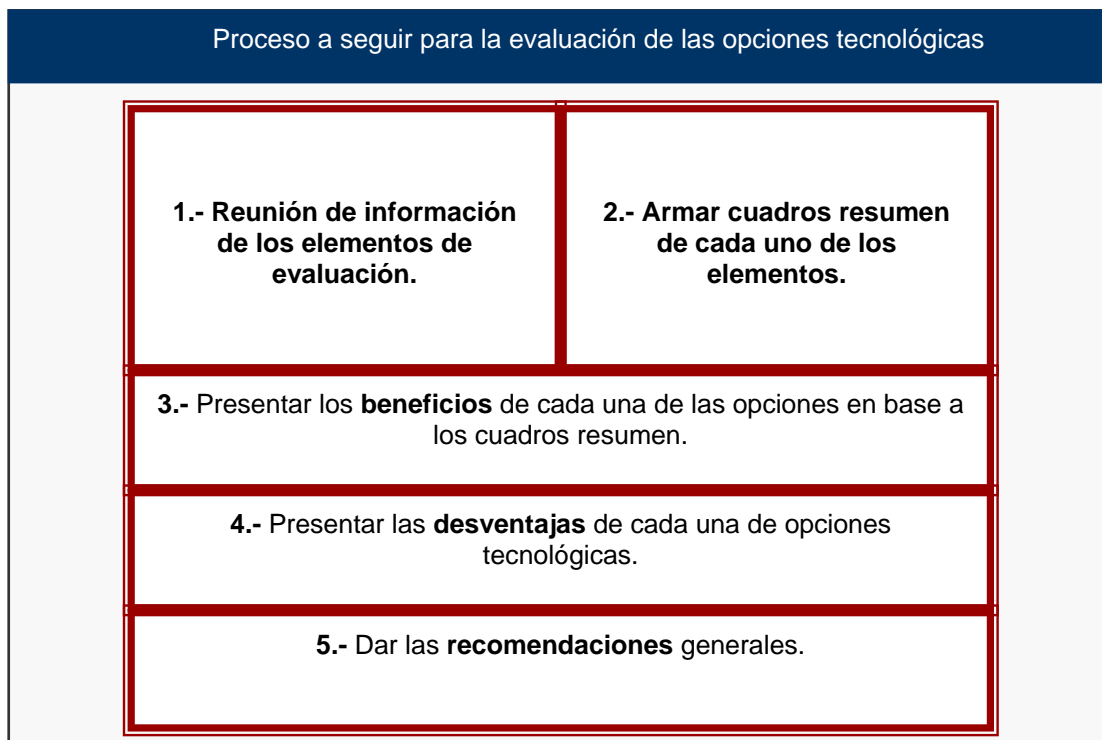 Proceso a seguir para la evaluación de las opciones tecnológicas
1.- Reunión de información
de los elementos de
evaluación.
2.- Armar cuadros resumen
de cada uno de los
elementos.
3.- Presentar los beneficios de cada una de las opciones en base a
los cuadros resumen.
4.- Presentar las desventajas de cada una de opciones
tecnológicas.
5.- Dar las recomendaciones generales.